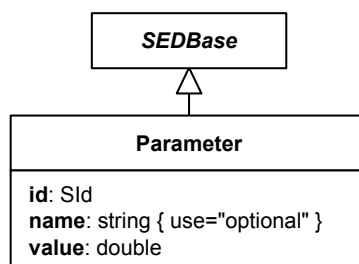 SEDBase
Parameter
id: SId
name: string { use="optional" }
value: double